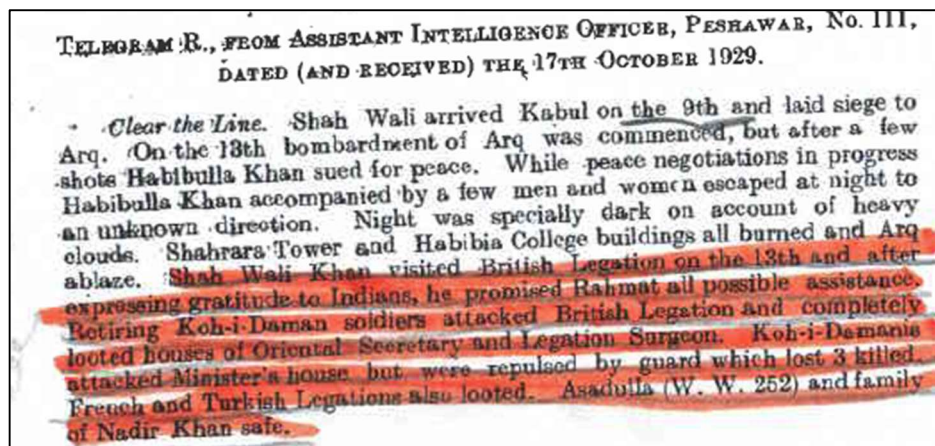 TELEGRAM R., FROM ASSISTANT INTELLIGENCE OFFICER, PESHAWAR, NO. III,
DATED (AND RECEIVED) THE 17TH OCTOBER 1929.
Clear the Line. Shah Wali arrived Kabul on the 9th and laid siege to
Arq. On the 13th bombardment of Arq was commenced, but after a few
shots Habibulla Khan sued for peace. While peace negotiations in progress
Habibulla Khan accompanied by a few men and women escaped at night to
an unknown direction. Night was specially dark on account of heavy
clouds. Shahrara Tower and Habibia College buildings all burned and Arq
ablaze. Shah Wali Khan visited British Legation on the 13th and after
expressing gratitude to Indians, he promised Rahmat all possible assistance.
Retiring Koh-i-Daman soldiers attacked British Legation and completely
looted houses of Oriental Secretary and Legation Surgeon. Koh-i-Damanis
attacked Minister's house but were repulsed by guard which lost 3 killed.
French and Turkish Legations also looted. Asadulla (W. W. 252) and family
of Nadir Khan safe.